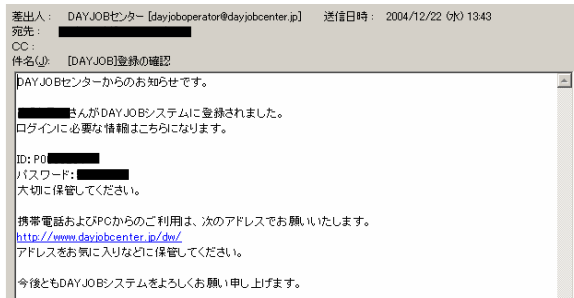 差出人： DAYJOBセンター [dayjoboperator@dayjobcenter.jp] 送信日時： 2004/12/22 (水) 13:43
宛先：
CC：
件名(J): [DAYJOB]登録の確認
DAYJOBセンターからのお知らせです。
さんがDAYJOBシステムに登録されました。
ログインに必要な情報はこちらになります。
ID: P0
パスワード:
大切に保管してください。
携帯電話およびPCからのご利用は、次のアドレスでお願いいたします。
http://www.dayjobcenter.jp/dw/
アドレスをお気に入りなどに保管してください。
今後ともDAYJOBシステムをよろしくお願い申し上げます。